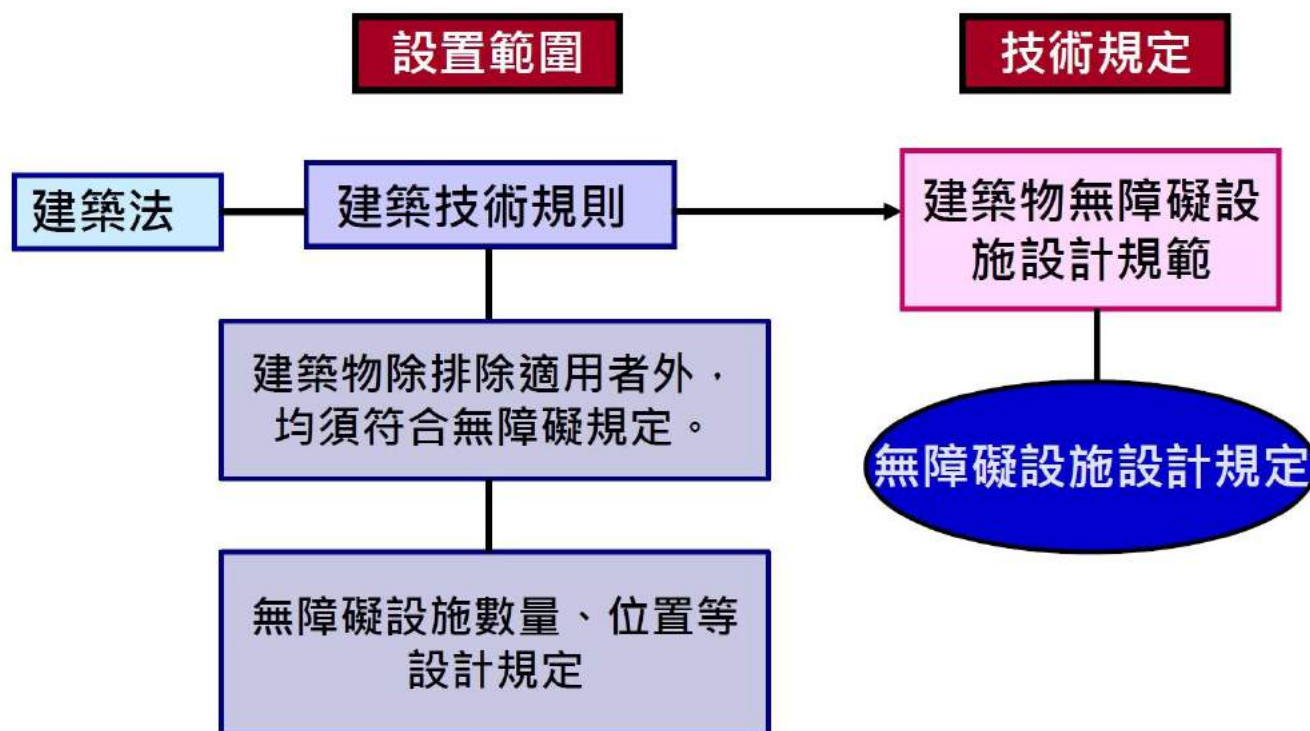 設置範圍
技術規定
建築法
建築技術規則
建築物無障礙設
施設計規範
建築物除排除適用者外，
均須符合無障礙規定。
無障礙設施設計規定
無障礙設施數量、位置等
設計規定